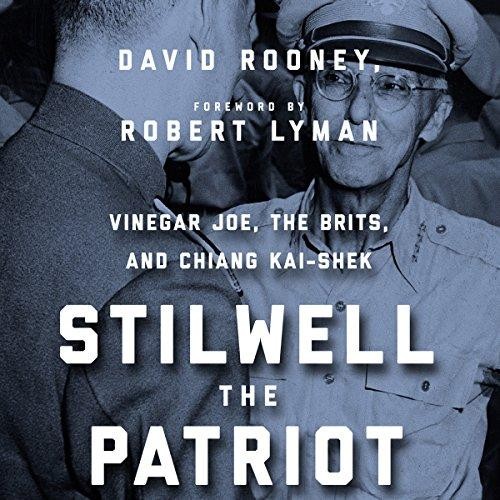 DAVID ROONEY,
FOREWORD BY
ROBERT LYMAN
VINEGAR JOE, THE BRITS,
AND CHIANG KAI-SHEK
STILWELL
THE
PATRIOT